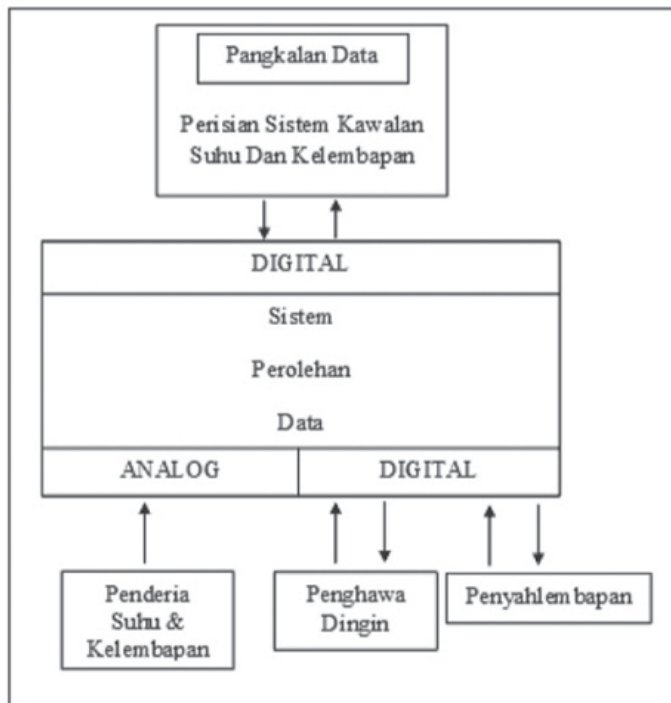 Pangkalan Data
Perisian Sistem Kawalan
Suhu Dan Kelembapan
DIGITAL
Sistem
Perolehan
Data
ANALOG
DIGITAL
Penderia
Suhu &
Kelembapan
Penghawa
Dingin
Penyahlembapan